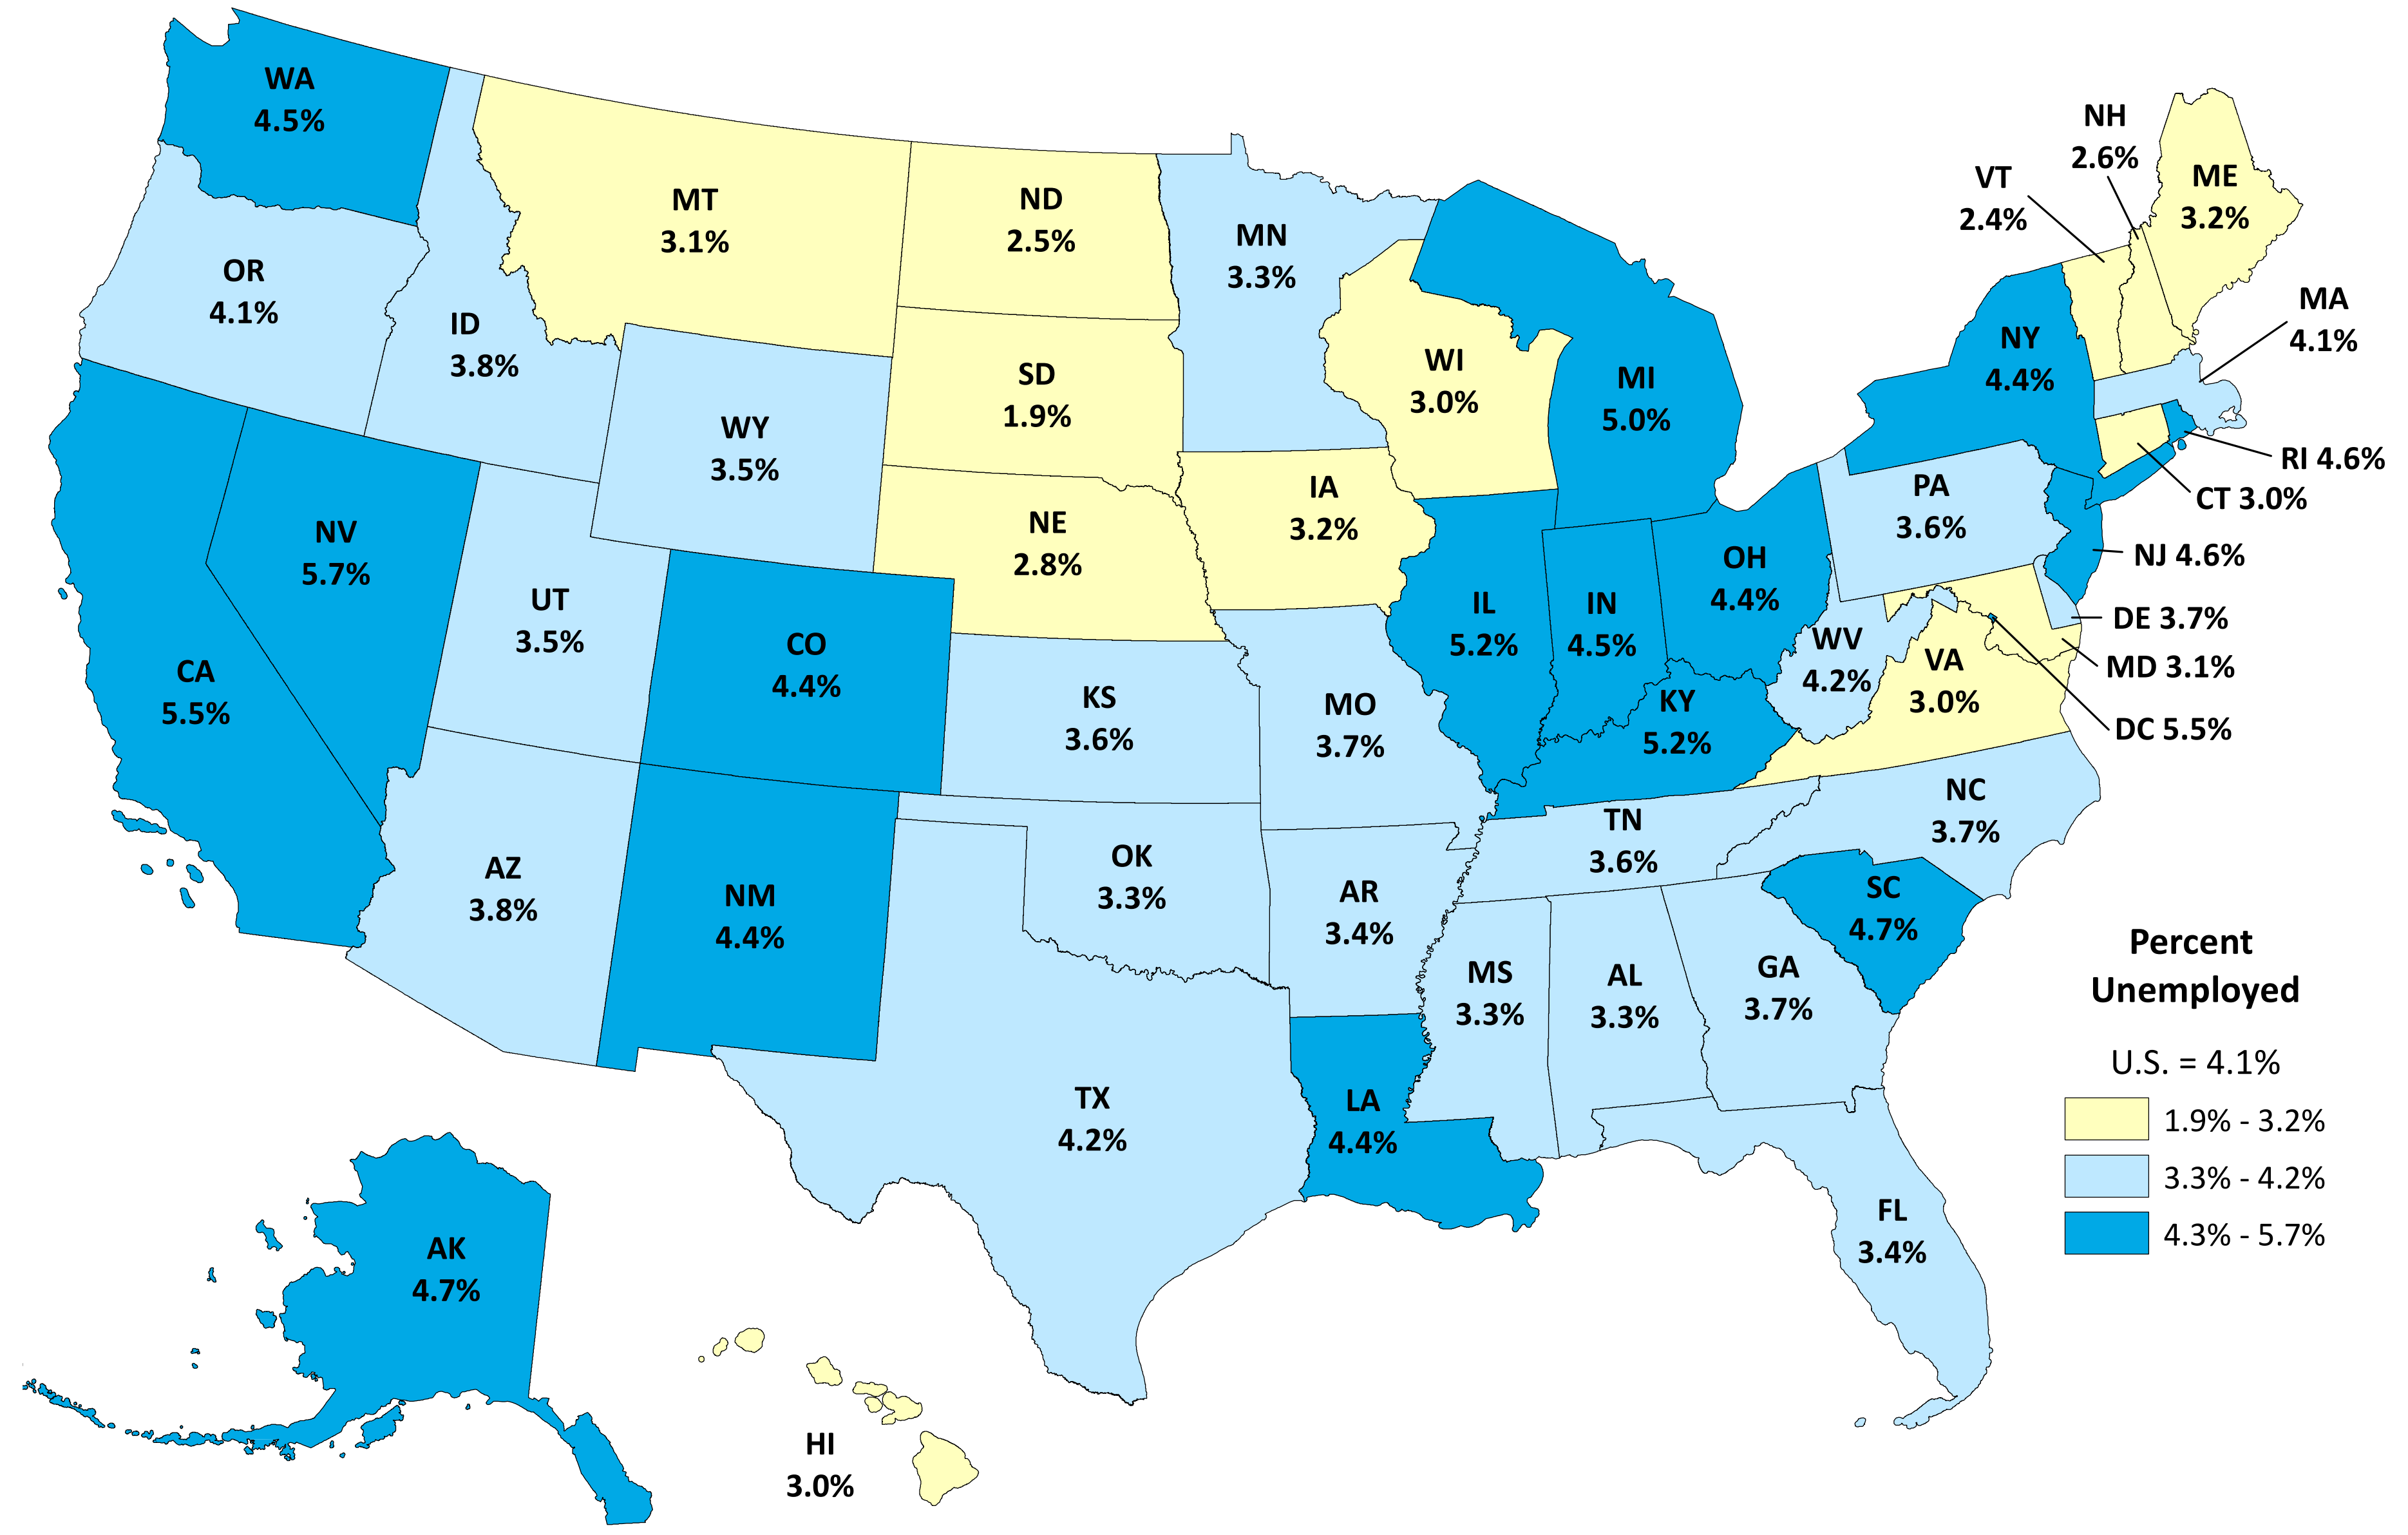 WA
4.5%
OR
4.1%
ID
3.8%
MT
3.1%
ND
2.5%
MN
3.3%
WI
3.0%
MI
5.0%
NY
4.4%
VT
2.4%
NH
2.6%
ME
3.2%
MA
4.1%
RI 4.6%
CT 3.0%
NJ 4.6%
DE 3.7%
MD 3.1%
DC 5.5%
PA
3.6%
SD
1.9%
WY
3.5%
NE
2.8%
IA
3.2%
IL
5.2%
IN
4.5%
OH
4.4%
WV
4.2%
VA
3.0%
KY
5.2%
CA
5.5%
NV
5.7%
UT
3.5%
CO
4.4%
KS
3.6%
MO
3.7%
TN
3.6%
NC
3.7%
SC
4.7%
AZ
3.8%
NM
4.4%
OK
3.3%
AR
3.4%
MS
3.3%
AL
3.3%
GA
3.7%
TX
4.2%
LA
4.4%
FL
3.4%
AK
4.7%
HI
3.0%
Percent
Unemployed
U.S. = 4.1%
1.9% - 3.2%
3.3% - 4.2%
4.3% - 5.7%